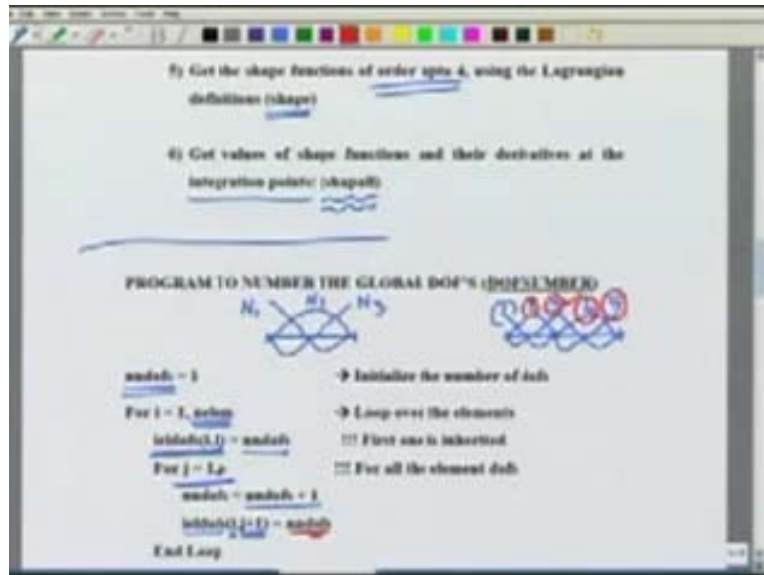 5) Get the shape functions of order upto 4, using the Lagrangian
definitions (shape)
6) Get values of shape functions and their derivatives at the
integration points (shapall)
PROGRAM TO NUMBER THE GLOBAL DOF'S (DOFNUMBER)
N₁ N₂ N₃
nndofs = 1 → Initialize the number of dofs
For i = 1, nelem → Loop over the elements
ieldofs(i,1) = nndofs !!! First one is inherited
For j = 1,p !!! For all the element dofs
nndofs = nndofs + 1
ieldofs(i,j+1) = nndofs
End Loop